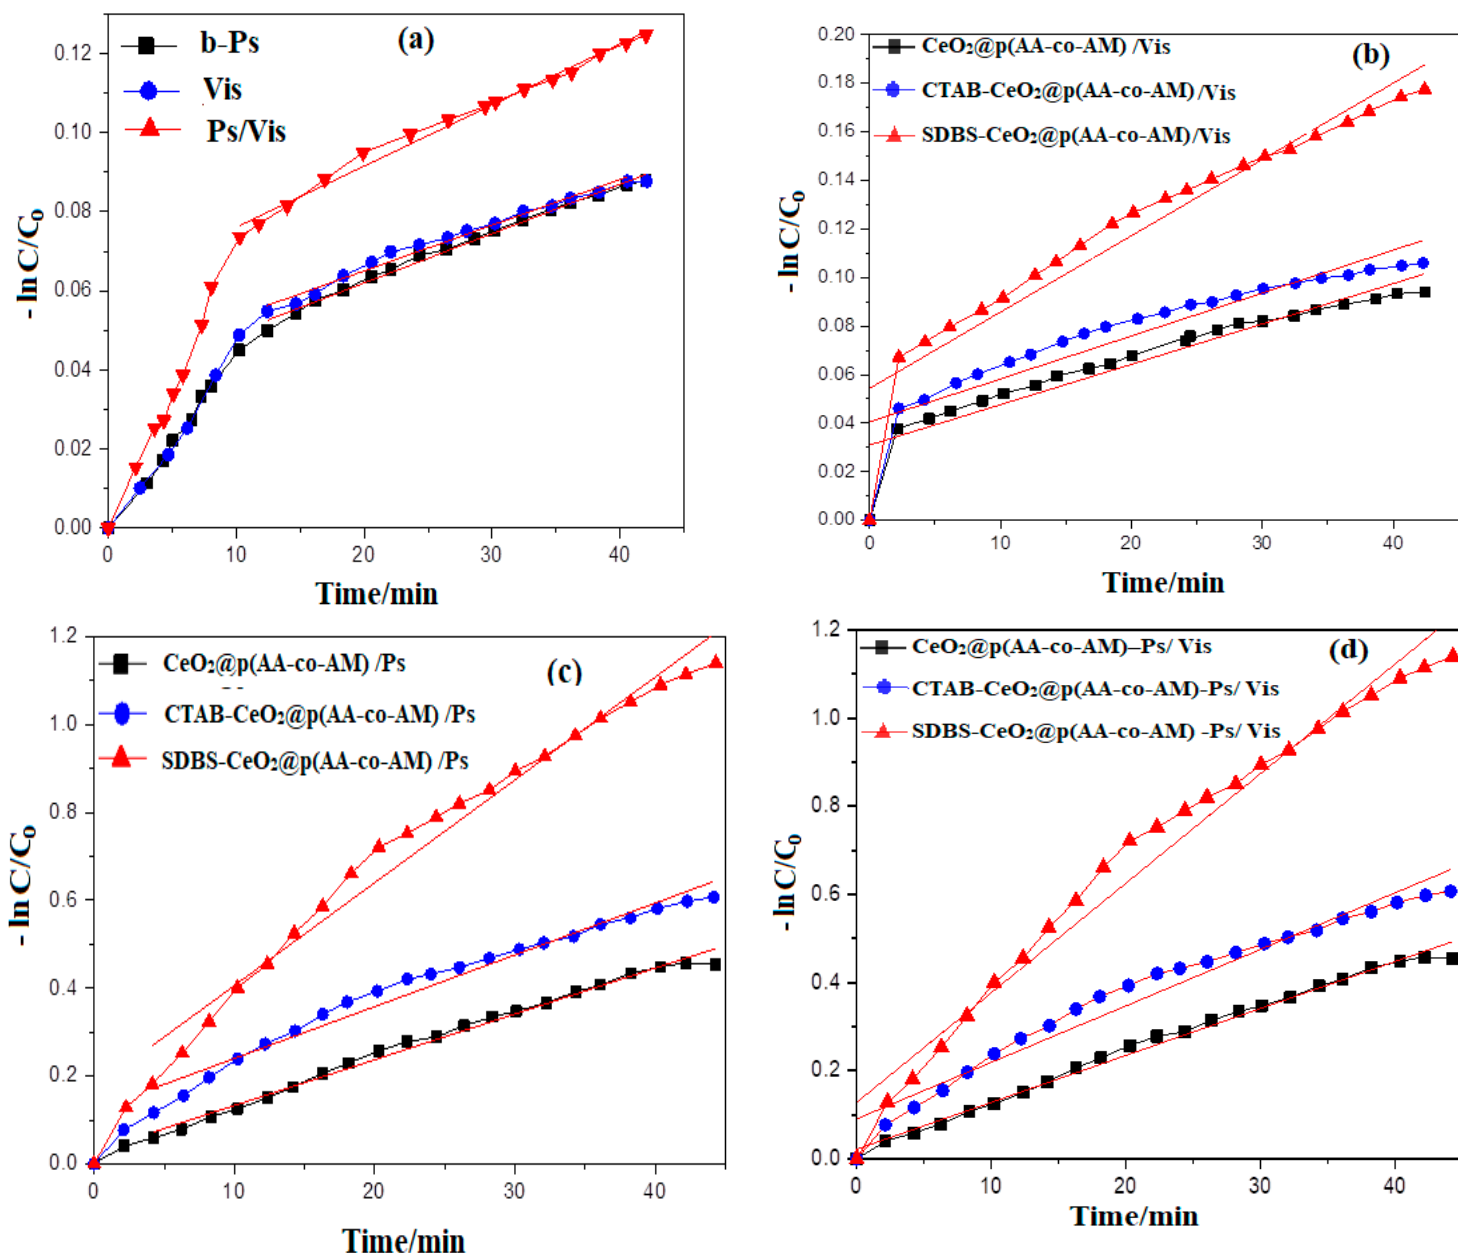 (a)
b-Ps
Vis
Ps/Vis
- ln C/C₀
0.12
0.10
0.08
0.06
0.04
0.02
0.00
0 10 20 30 40
Time/min
(b)
CeO₂@p(AA-co-AM) /Vis
CTAB-CeO₂@p(AA-co-AM)/Vis
SDBS-CeO₂@p(AA-co-AM)/Vis
- ln C/C₀
0.20
0.18
0.16
0.14
0.12
0.10
0.08
0.06
0.04
0.02
0.00
0 10 20 30 40
Time/min
(c)
CeO₂@p(AA-co-AM) /Ps
CTAB-CeO₂@p(AA-co-AM) /Ps
SDBS-CeO₂@p(AA-co-AM) /Ps
- ln C/C₀
1.2
1.0
0.8
0.6
0.4
0.2
0.0
0 10 20 30 40
Time/min
(d)
CeO₂@p(AA-co-AM)–Ps/ Vis
CTAB-CeO₂@p(AA-co-AM)-Ps/ Vis
SDBS-CeO₂@p(AA-co-AM) -Ps/ Vis
- ln C/C₀
1.2
1.0
0.8
0.6
0.4
0.2
0.0
0 10 20 30 40
Time/min